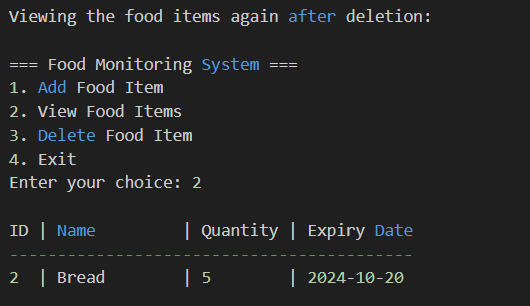 Viewing the food items again after deletion:
=== Food Monitoring System ===
1. Add Food Item
2. View Food Items
3. Delete Food Item
4. Exit
Enter your choice: 2
ID | Name | Quantity | Expiry Date
-----------------------------------------
2 | Bread | 5 | 2024-10-20